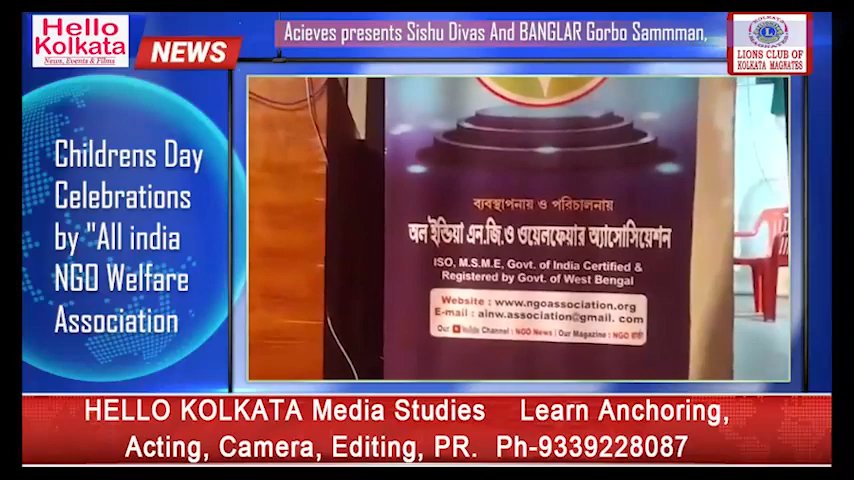 Hello
Kolkata
News, Events & Films
NEWS
Acieves presents Sishu Divas And BANGLAR Gorbo Sammman,
LIONS CLUB OF
KOLKATA MAGNATES
Childrens Day
Celebrations
by "All india
NGO Welfare
Association
ব্যবস্থাপনায় ও পরিচালনায়
অল ইন্ডিয়া এন.জি.ও ওয়েলফেয়ার অ্যাসোসিয়েশন
ISO, M.S.M.E, Govt. of India Certified &
Registered by Govt. of West Bengal
Website : www.ngoassociation.org
E-mail : ainw.association@gmail. com
Our Channel : NGO News | Our Magazine : NGO বার্তা
HELLO KOLKATA Media Studies Learn Anchoring,
Acting, Camera, Editing, PR. Ph-9339228087